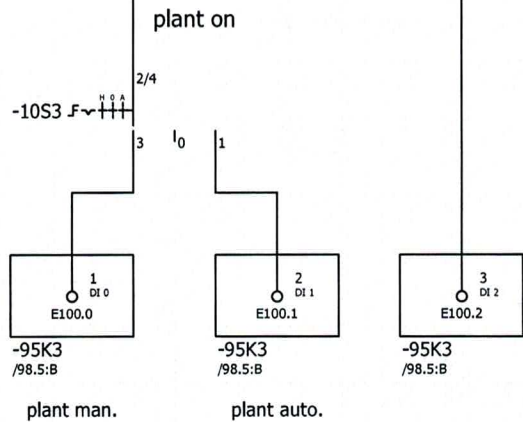 plant on
2/4
H O A
-10S3
3 I0 1
1 2 3
DI 0 DI 1 DI 2
E100.0 E100.1 E100.2
-95K3 -95K3 -95K3
/98.5:B /98.5:B /98.5:B
plant man. plant auto.